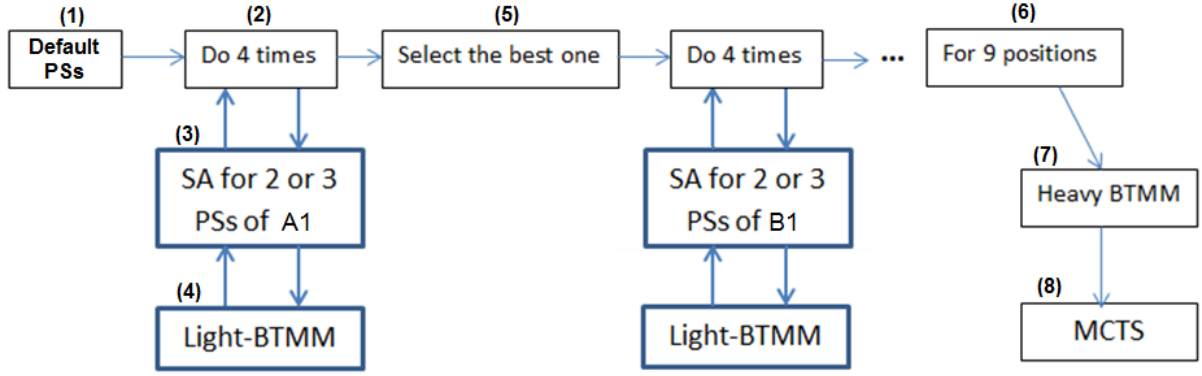 (1)
Default
PSs
(2)
Do 4 times
(3)
SA for 2 or 3
PSs of A1
(4)
Light-BTMM
(5)
Select the best one
Do 4 times
SA for 2 or 3
PSs of B1
Light-BTMM
...
(6)
For 9 positions
(7)
Heavy BTMM
(8)
MCTS